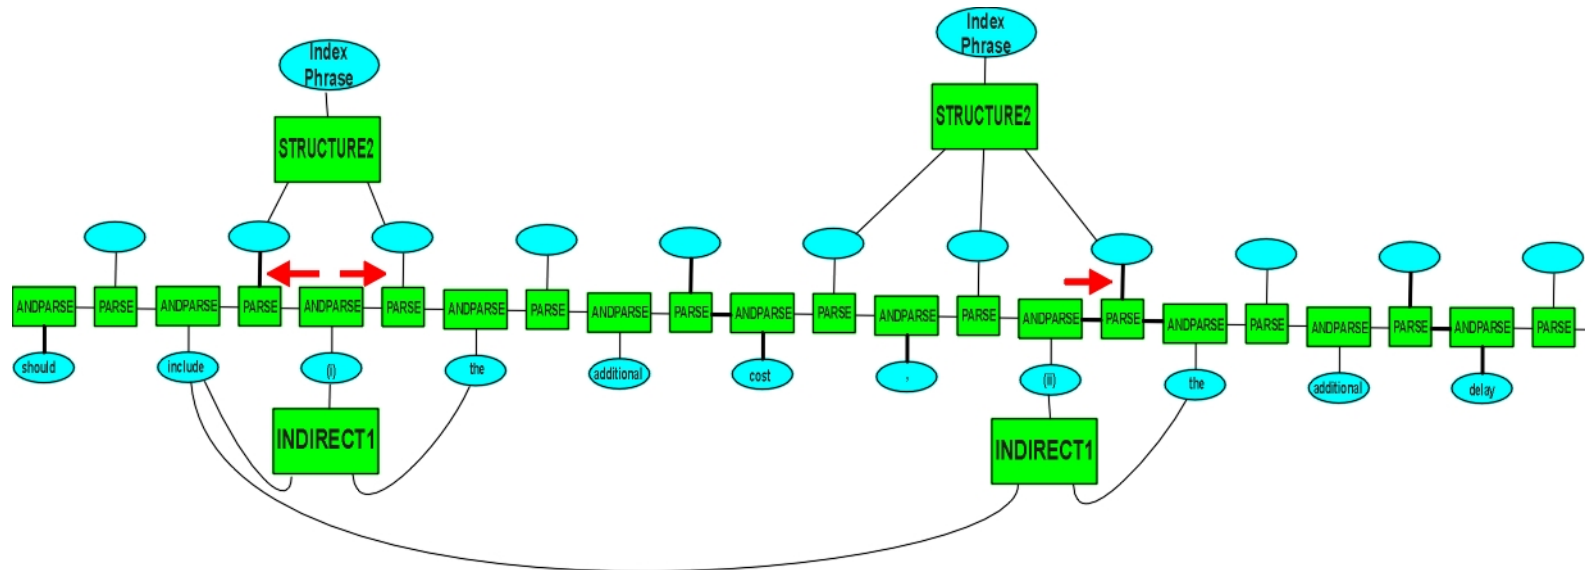 Index
Phrase
Index
Phrase
STRUCTURE2
STRUCTURE2
ANDPARSE PARSE ANDPARSE PARSE ANDPARSE PARSE ANDPARSE PARSE ANDPARSE PARSE ANDPARSE PARSE ANDPARSE PARSE ANDPARSE PARSE ANDPARSE PARSE ANDPARSE PARSE ANDPARSE PARSE
should include (i) the additional cost , (ii) the additional delay
INDIRECT1
INDIRECT1